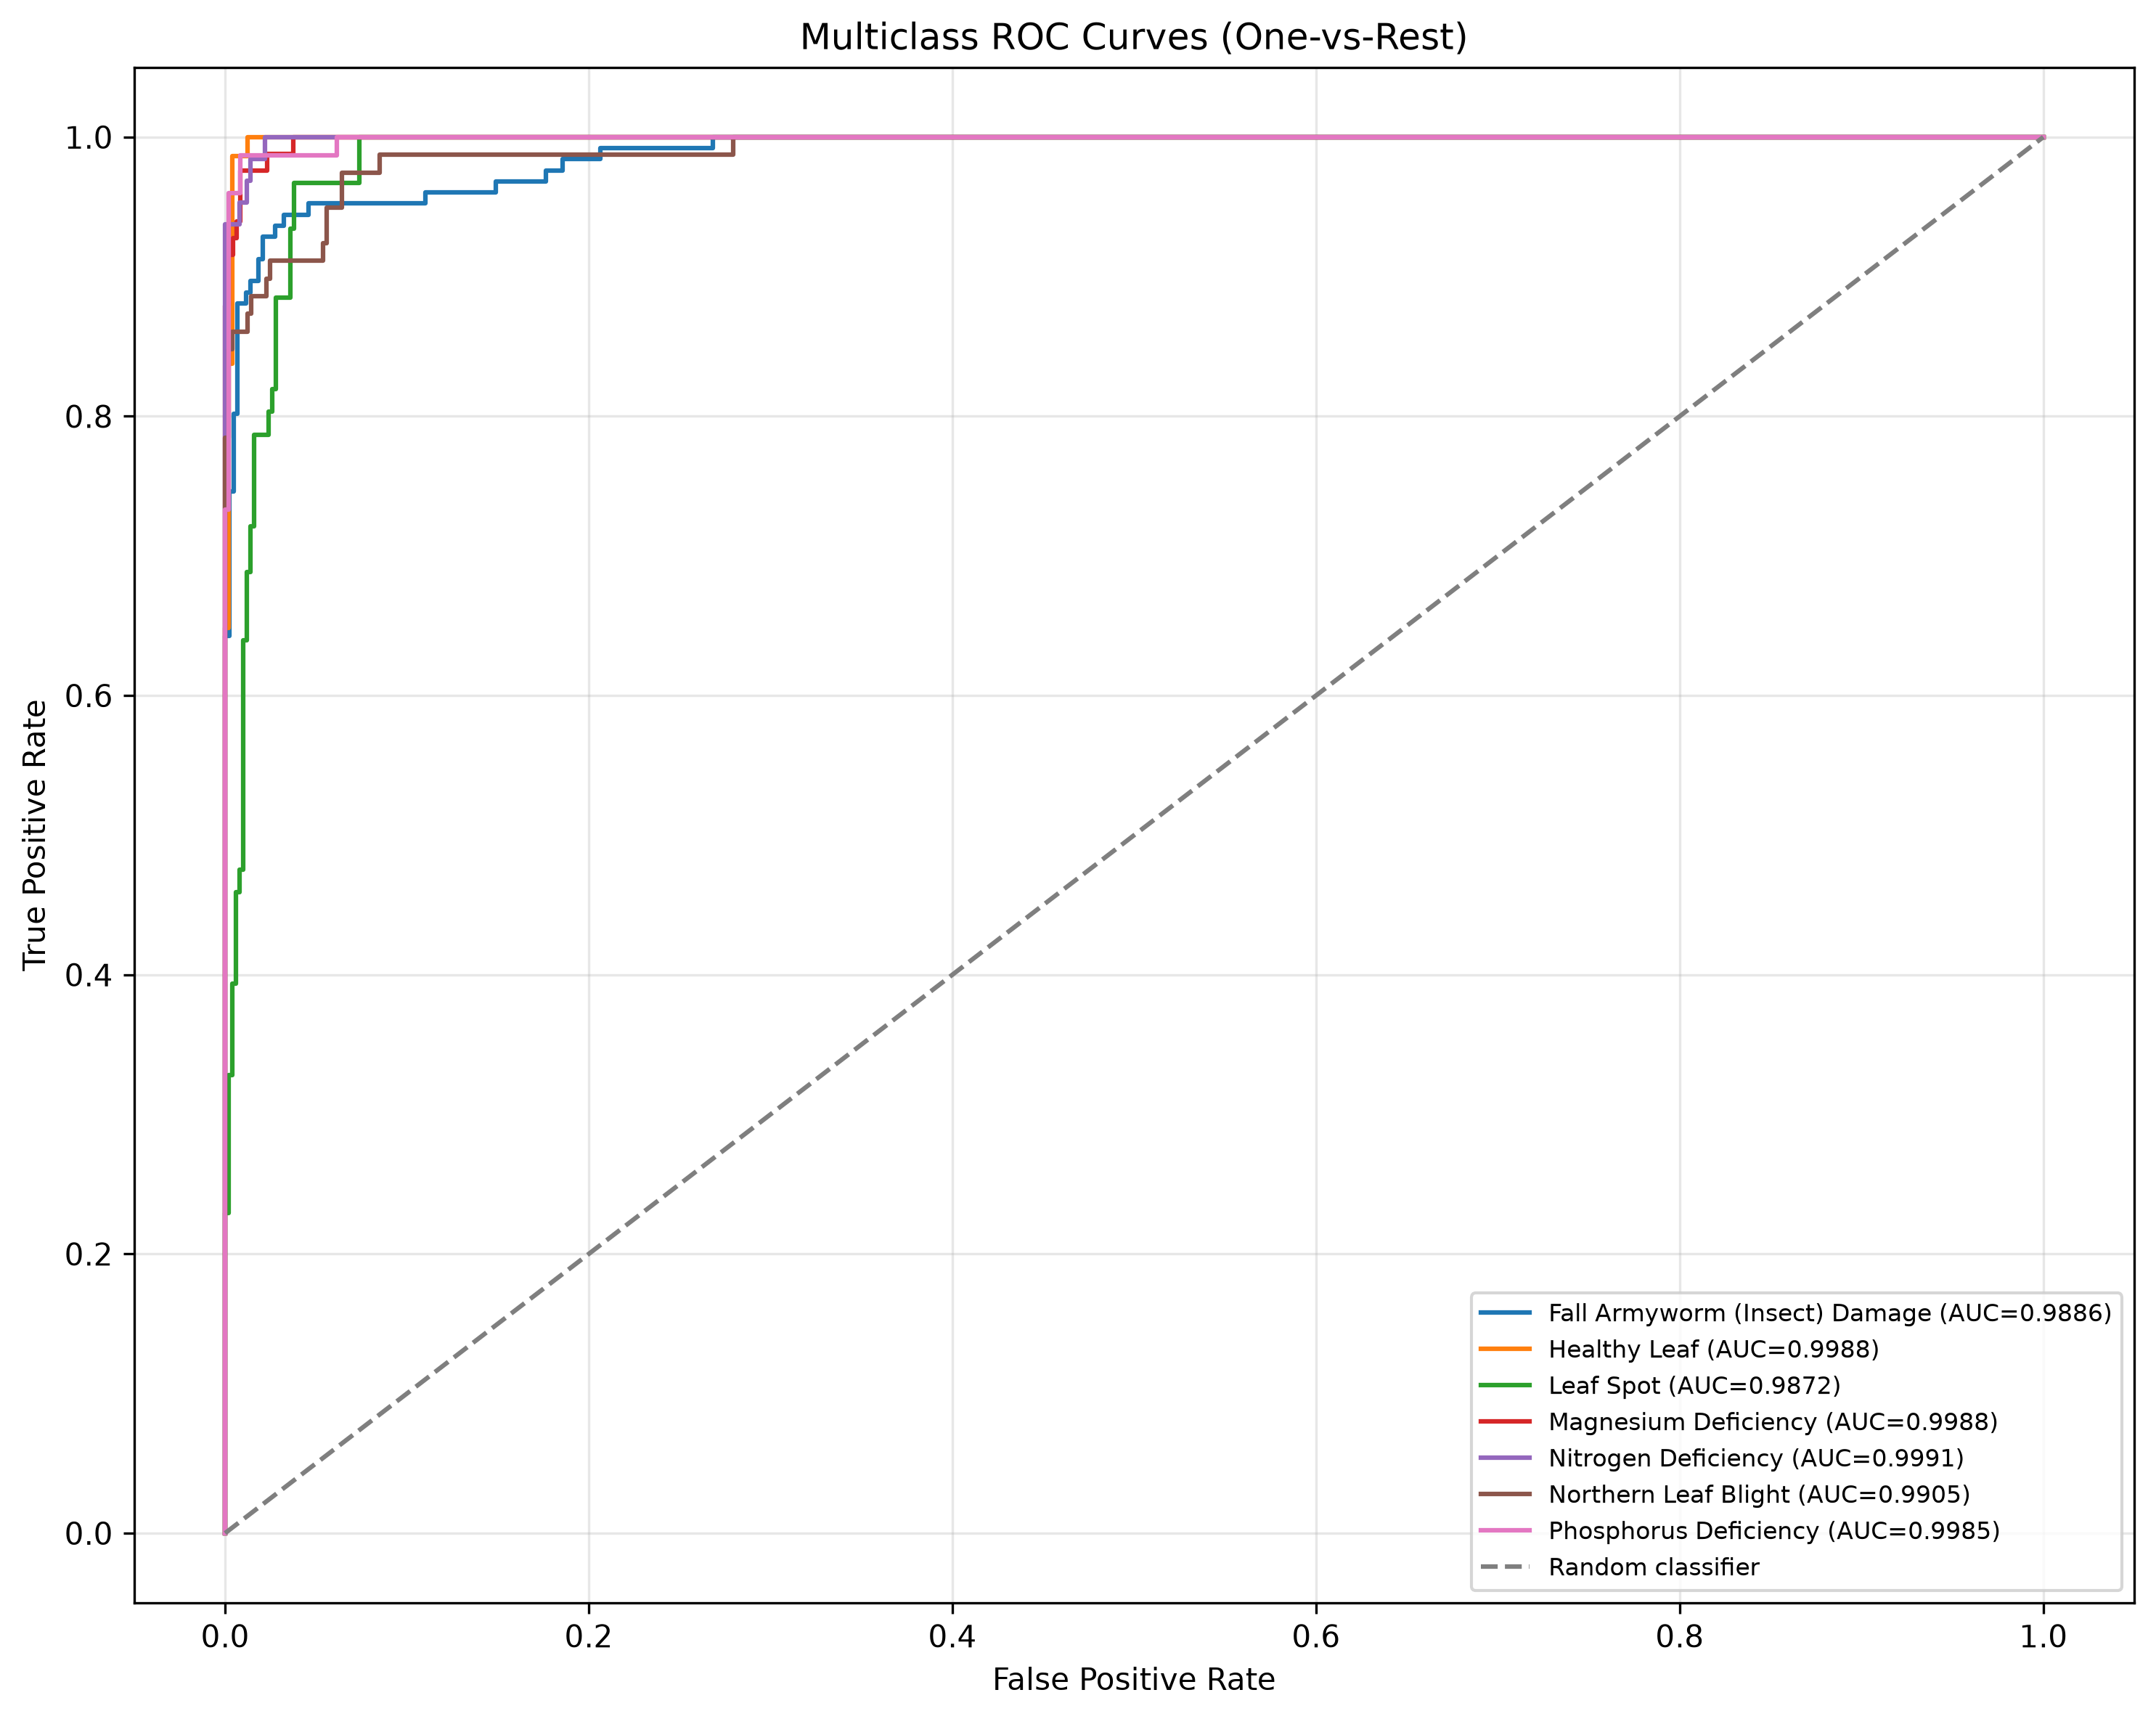 Multiclass ROC Curves (One-vs-Rest)
True Positive Rate
1.0
0.8
0.6
0.4
0.2
0.0
Fall Armyworm (Insect) Damage (AUC=0.9886)
Healthy Leaf (AUC=0.9988)
Leaf Spot (AUC=0.9872)
Magnesium Deficiency (AUC=0.9988)
Nitrogen Deficiency (AUC=0.9991)
Northern Leaf Blight (AUC=0.9905)
Phosphorus Deficiency (AUC=0.9985)
Random classifier
0.0 0.2 0.4 0.6 0.8 1.0
False Positive Rate